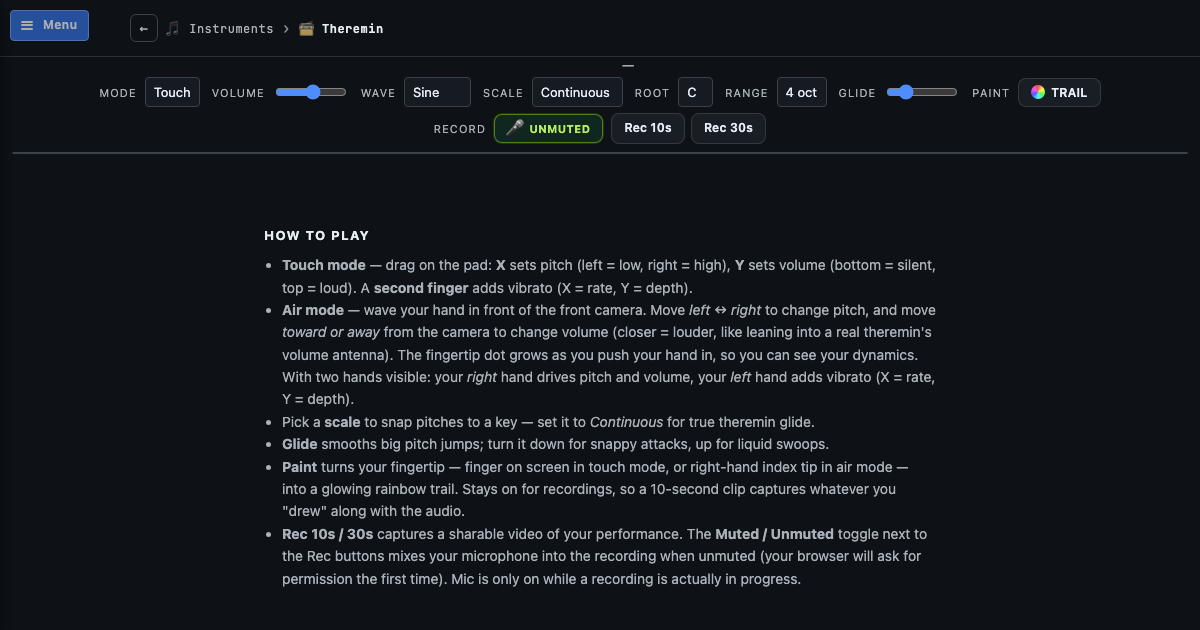 Menu
← Instruments › Theremin
MODE Touch VOLUME WAVE Sine SCALE Continuous ROOT C RANGE 4 oct GLIDE PAINT TRAIL
RECORD UNMUTED Rec 10s Rec 30s
HOW TO PLAY
• Touch mode — drag on the pad: X sets pitch (left = low, right = high), Y sets volume (bottom = silent,
top = loud). A second finger adds vibrato (X = rate, Y = depth).
• Air mode — wave your hand in front of the front camera. Move left ↔ right to change pitch, and move
toward or away from the camera to change volume (closer = louder, like leaning into a real theremin's
volume antenna). The fingertip dot grows as you push your hand in, so you can see your dynamics.
With two hands visible: your right hand drives pitch and volume, your left hand adds vibrato (X = rate,
Y = depth).
• Pick a scale to snap pitches to a key — set it to Continuous for true theremin glide.
• Glide smooths big pitch jumps; turn it down for snappy attacks, up for liquid swoops.
• Paint turns your fingertip — finger on screen in touch mode, or right-hand index tip in air mode —
into a glowing rainbow trail. Stays on for recordings, so a 10-second clip captures whatever you
"drew" along with the audio.
• Rec 10s / 30s captures a sharable video of your performance. The Muted / Unmuted toggle next to
the Rec buttons mixes your microphone into the recording when unmuted (your browser will ask for
permission the first time). Mic is only on while a recording is actually in progress.